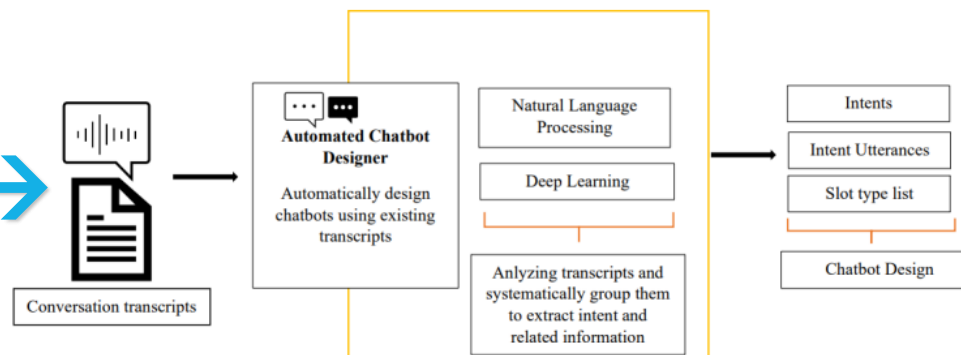 Conversation transcripts
Automated Chatbot
Designer
Automatically design
chatbots using existing
transcripts
Natural Language
Processing
Deep Learning
Anlyzing transcripts and
systematically group them
to extract intent and
related information
Intents
Intent Utterances
Slot type list
Chatbot Design